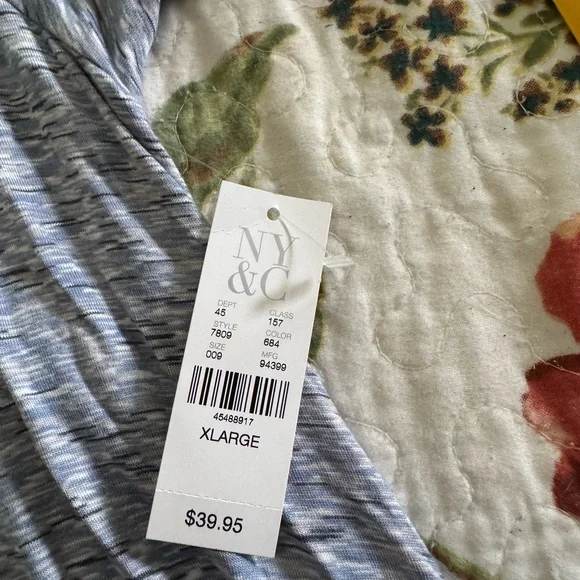 NY
&C
DEPT CLASS
45 157
STYLE COLOR
7809 684
SIZE MFG
009 94399
45488917
XLARGE
$39.95